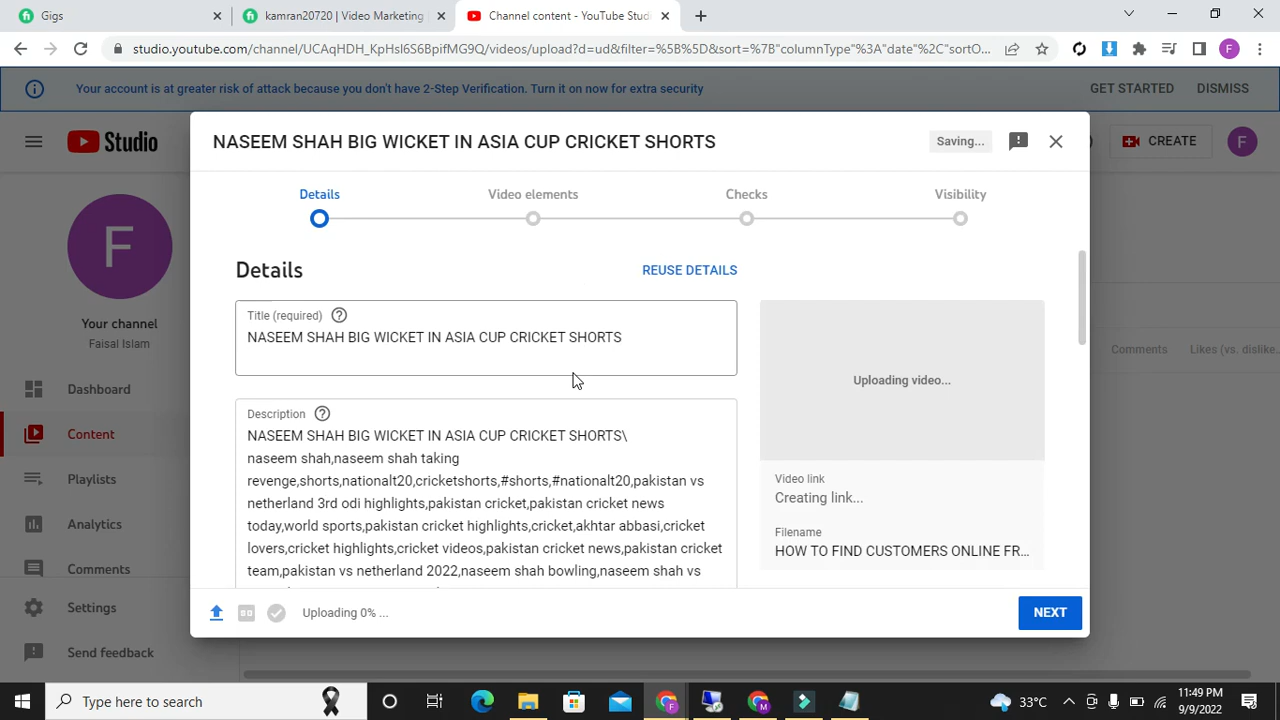 Gigs
kamran20720 | Video Marketing
Channel content - YouTube Stud
studio.youtube.com/channel/UCAqHDH_KpHsl6S6BpifMG9Q/videos/upload?d=ud&filter=%5B%5D&sort=%7B"columnType"%3A"date"%2C"sortO...
Your account is at greater risk of attack because you don't have 2-Step Verification. Turn it on now for extra security
GET STARTED
DISMISS
Studio
CREATE
F
NASEEM SHAH BIG WICKET IN ASIA CUP CRICKET SHORTS
Saving...
Details
Video elements
Checks
Visibility
F
Your channel
Faisal Islam
Dashboard
Content
Playlists
Analytics
Comments
Settings
Send feedback
Details
REUSE DETAILS
Title (required)
NASEEM SHAH BIG WICKET IN ASIA CUP CRICKET SHORTS
Description
NASEEM SHAH BIG WICKET IN ASIA CUP CRICKET SHORTS\
naseem shah,naseem shah taking
revenge,shorts,nationalt20,cricketshorts,#shorts,#nationalt20,pakistan vs
netherland 3rd odi highlights,pakistan cricket,pakistan cricket news
today,world sports,pakistan cricket highlights,cricket,akhtar abbasi,cricket
lovers,cricket highlights,cricket videos,pakistan cricket news,pakistan cricket
team,pakistan vs netherland 2022,naseem shah bowling,naseem shah vs
Uploading video...
Video link
Creating link...
Filename
HOW TO FIND CUSTOMERS ONLINE FR...
Comments
Likes (vs. dislike...
Uploading 0% ...
NEXT
Type here to search
33°C
11:49 PM
9/9/2022